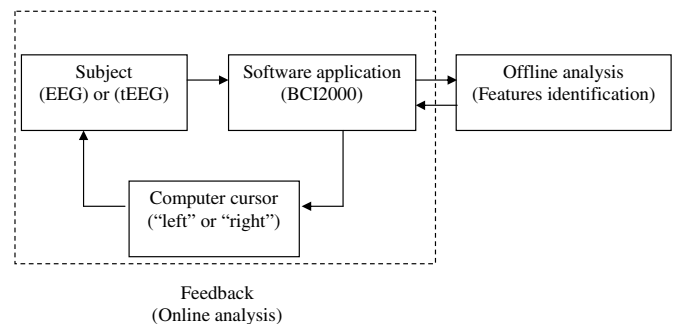 Subject
(EEG) or (tEEG)
Software application
(BCI2000)
Offline analysis
(Features identification)
Computer cursor
(“left” or “right”)
Feedback
(Online analysis)